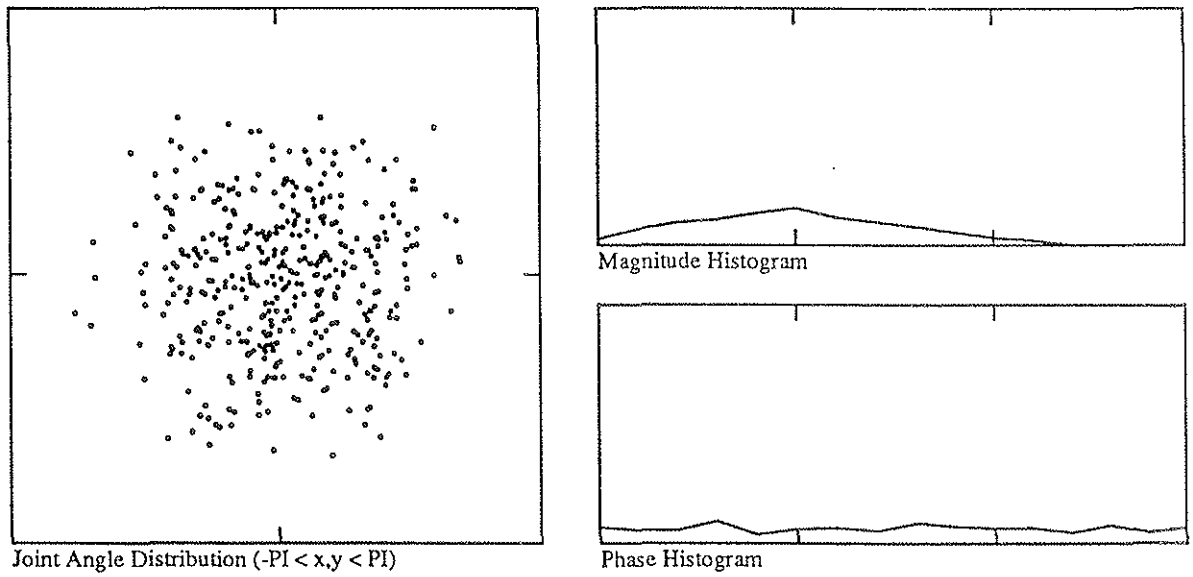 Magnitude Histogram
Joint Angle Distribution (-PI < x,y < PI)
Phase Histogram